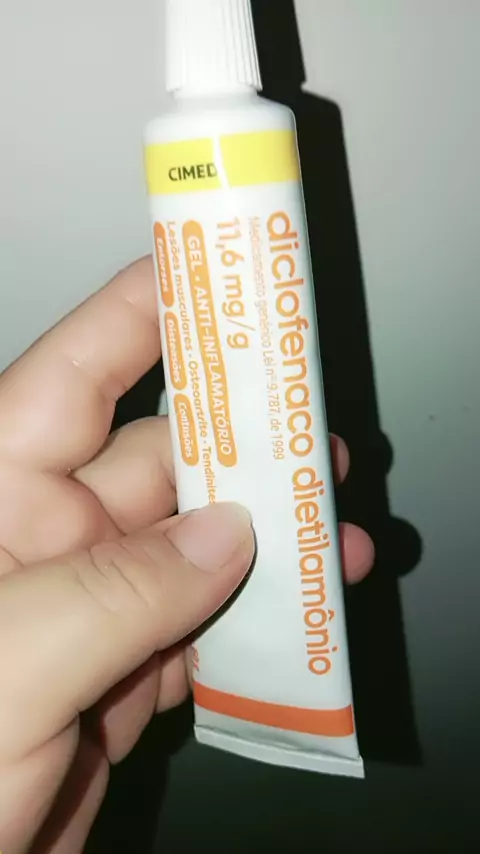 CIMED
diclofenaco dietilamônio
Medicamento genérico Lei nº 9.787, de 1999
11,6 mg/g
GEL - ANTI-INFLAMATÓRIO
Lesões musculares - Osteoartrite - Tendinites
Entorses Distensões Contusões